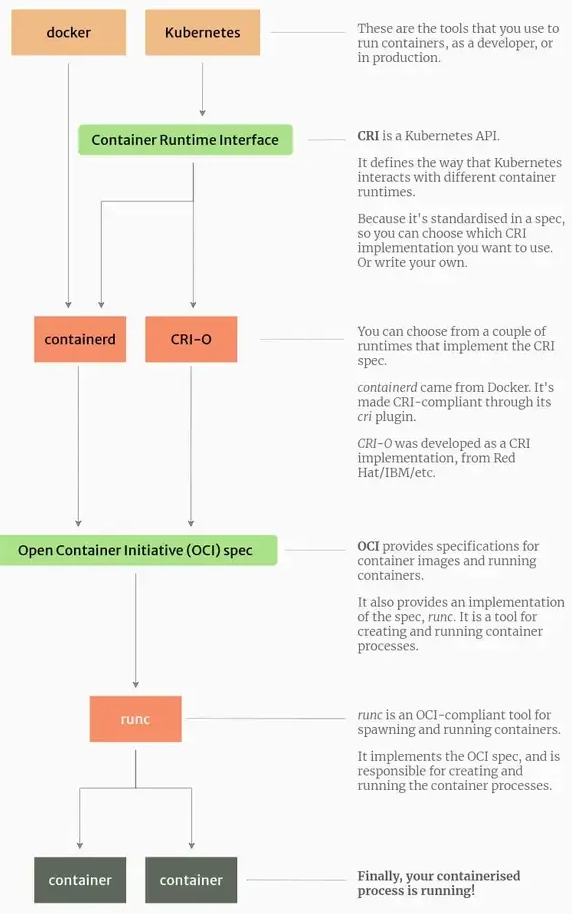 docker
Kubernetes
These are the tools that you use to
run containers, as a developer, or
in production.
Container Runtime Interface
CRI is a Kubernetes API.
It defines the way that Kubernetes
interacts with different container
runtimes.
Because it's standardised in a spec,
so you can choose which CRI
implementation you want to use.
Or write your own.
containerd
CRI-O
You can choose from a couple of
runtimes that implement the CRI
spec.
containerd came from Docker. It's
made CRI-compliant through its
cri plugin.
CRI-O was developed as a CRI
implementation, from Red
Hat/IBM/etc.
Open Container Initiative (OCI) spec
OCI provides specifications for
container images and running
containers.
It also provides an implementation
of the spec, runc. It is a tool for
creating and running container
processes.
runc
runc is an OCI-compliant tool for
spawning and running containers.
It implements the OCI spec, and is
responsible for creating and
running the container processes.
container
container
Finally, your containerised
process is running!